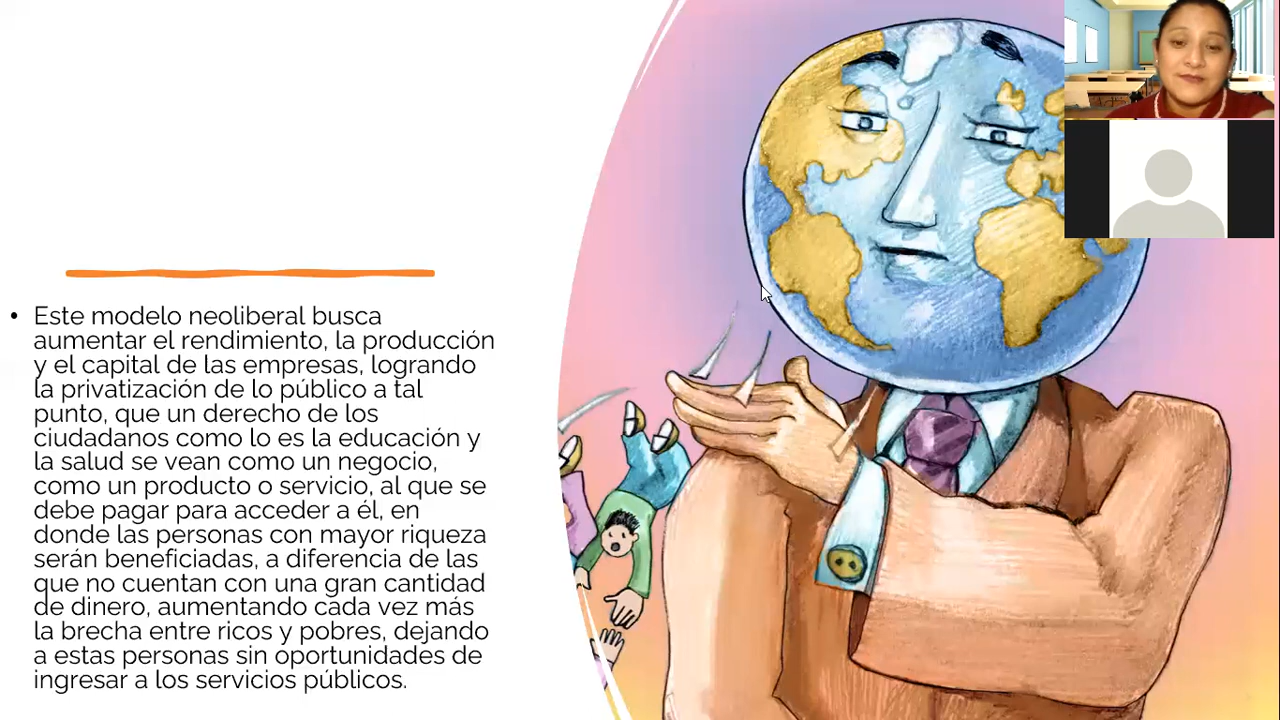 • Este modelo neoliberal busca
aumentar el rendimiento, la producción
y el capital de las empresas, logrando
la privatización de lo público a tal
punto, que un derecho de los
ciudadanos como lo es la educación y
la salud se vean como un negocio,
como un producto o servicio, al que se
debe pagar para acceder a él, en
donde las personas con mayor riqueza
serán beneficiadas, a diferencia de las
que no cuentan con una gran cantidad
de dinero, aumentando cada vez más
la brecha entre ricos y pobres, dejando
a estas personas sin oportunidades de
ingresar a los servicios públicos.